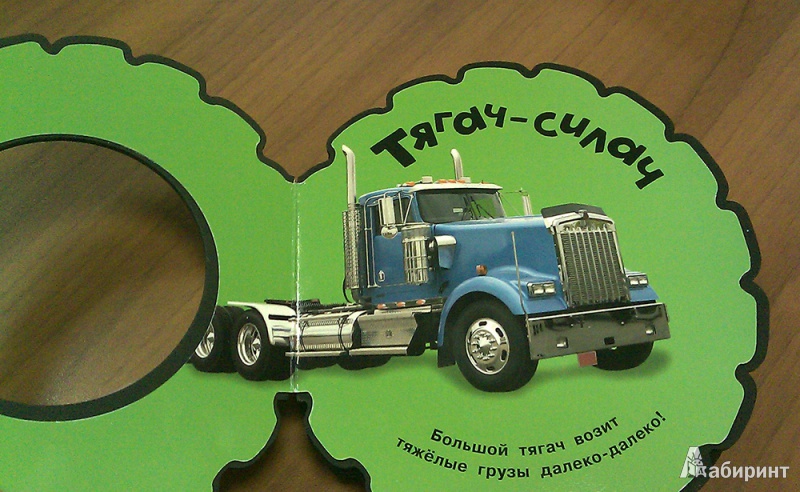 Тягач-силач
Большой тягач возит
тяжёлые грузы далеко-далеко!
Лабиринт